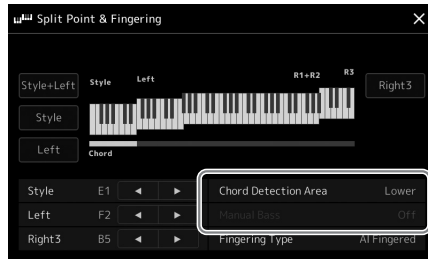 Split Point & Fingering
Style+Left Style Left R1+R2 R3 Right3
Style
Left Chord
Style E1 Chord Detection Area Lower
Left F2 Manual Bass Off
Right3 B5 Fingering Type AI Fingered